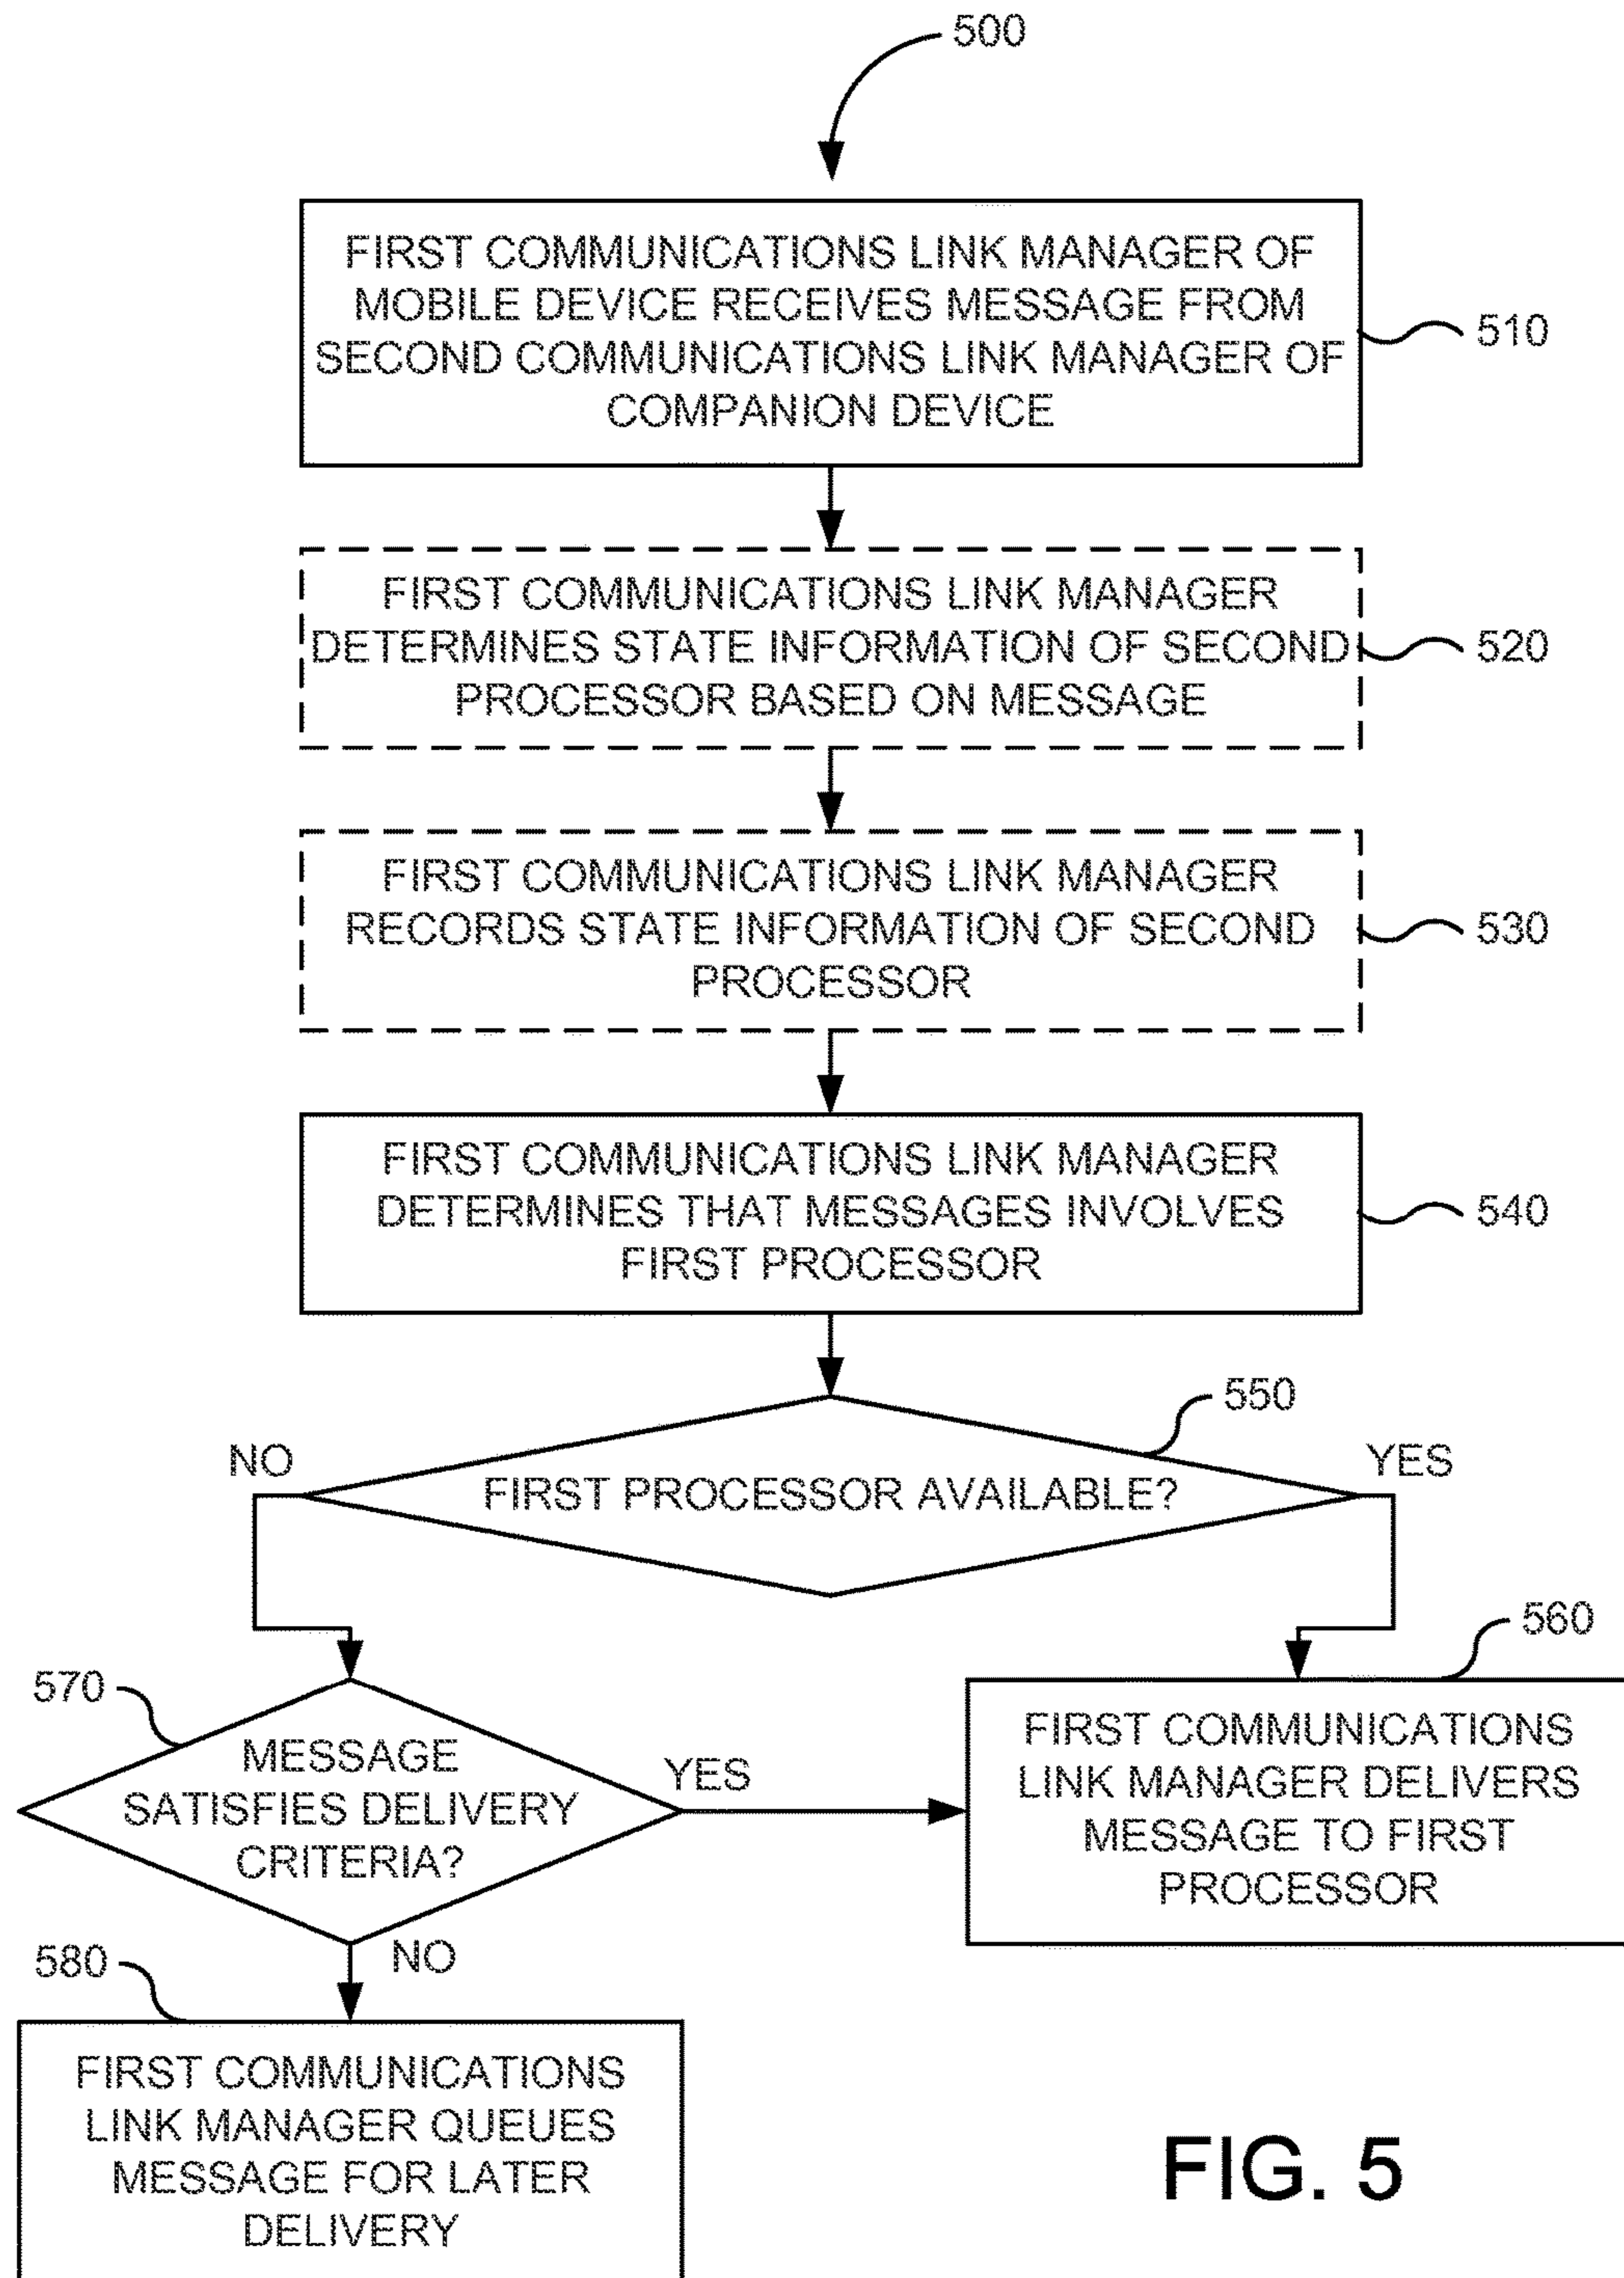 500
FIRST COMMUNICATIONS LINK MANAGER OF
MOBILE DEVICE RECEIVES MESSAGE FROM
SECOND COMMUNICATIONS LINK MANAGER OF
COMPANION DEVICE
510
FIRST COMMUNICATIONS LINK MANAGER
DETERMINES STATE INFORMATION OF SECOND
PROCESSOR BASED ON MESSAGE
520
FIRST COMMUNICATIONS LINK MANAGER
RECORDS STATE INFORMATION OF SECOND
PROCESSOR
530
FIRST COMMUNICATIONS LINK MANAGER
DETERMINES THAT MESSAGES INVOLVES
FIRST PROCESSOR
540
550
NO
FIRST PROCESSOR AVAILABLE?
YES
560
FIRST COMMUNICATIONS
LINK MANAGER DELIVERS
MESSAGE TO FIRST
PROCESSOR
570
MESSAGE
SATISFIES DELIVERY
CRITERIA?
YES
NO
580
FIRST COMMUNICATIONS
LINK MANAGER QUEUES
MESSAGE FOR LATER
DELIVERY
FIG. 5